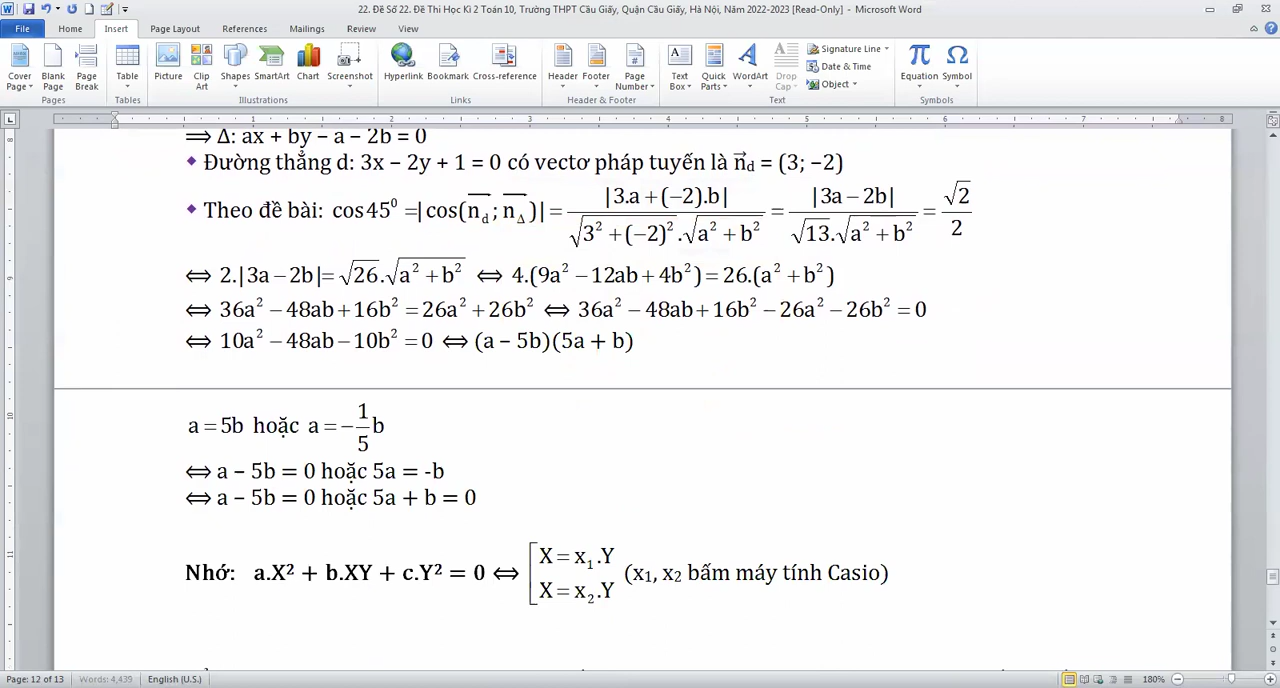 22. Đề Số 22. Đề Thi Học Kì 2 Toán 10, Trường THPT Cầu Giấy, Quận Cầu Giấy, Hà Nội, Năm 2022-2023 [Read-Only] - Microsoft Word
File Home Insert Page Layout References Mailings Review View
Cover Page Blank Page Page Break Table Picture Clip Art Shapes SmartArt Chart Screenshot Hyperlink Bookmark Cross-reference Header Footer Page Number Text Box Quick Parts WordArt Drop Cap Signature Line Date & Time Object Equation Symbol
Pages Tables Illustrations Links Header & Footer Text Symbols
1 2 3 4 5 6 7 8
⟹ Δ: ax + by − a − 2b = 0
Đường thẳng d: 3x − 2y + 1 = 0 có vectơ pháp tuyến là n⃗d = (3; −2)
Theo đề bài: cos45⁰ =|cos(n⃗d; n⃗Δ)| = |3.a + (−2).b| / √(3² + (−2)²).√(a² + b²) = |3a − 2b| / √13.√(a² + b²) = √2 / 2
⟺ 2.|3a − 2b| = √26.√(a² + b²) ⟺ 4.(9a² − 12ab + 4b²) = 26.(a² + b²)
⟺ 36a² − 48ab + 16b² = 26a² + 26b² ⟺ 36a² − 48ab + 16b² − 26a² − 26b² = 0
⟺ 10a² − 48ab − 10b² = 0 ⟺ (a − 5b)(5a + b)
a = 5b hoặc a = −1/5 b
⟺ a − 5b = 0 hoặc 5a = -b
⟺ a − 5b = 0 hoặc 5a + b = 0
Nhớ: a.X² + b.XY + c.Y² = 0 ⟺ [ X = x₁.Y
X = x₂.Y (x₁, x₂ bấm máy tính Casio)
Page: 12 of 13 Words: 4,439 English (U.S.) 180%